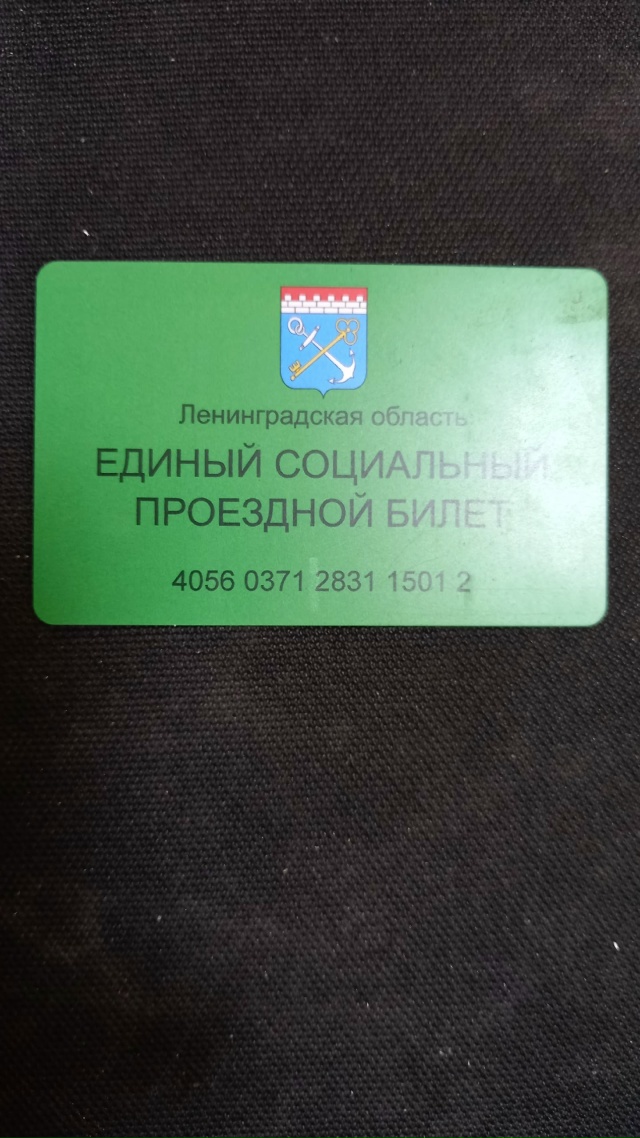 Ленинградская область
ЕДИНЫЙ СОЦИАЛЬНЫЙ
ПРОЕЗДНОЙ БИЛЕТ
4056 0371 2831 1501 2